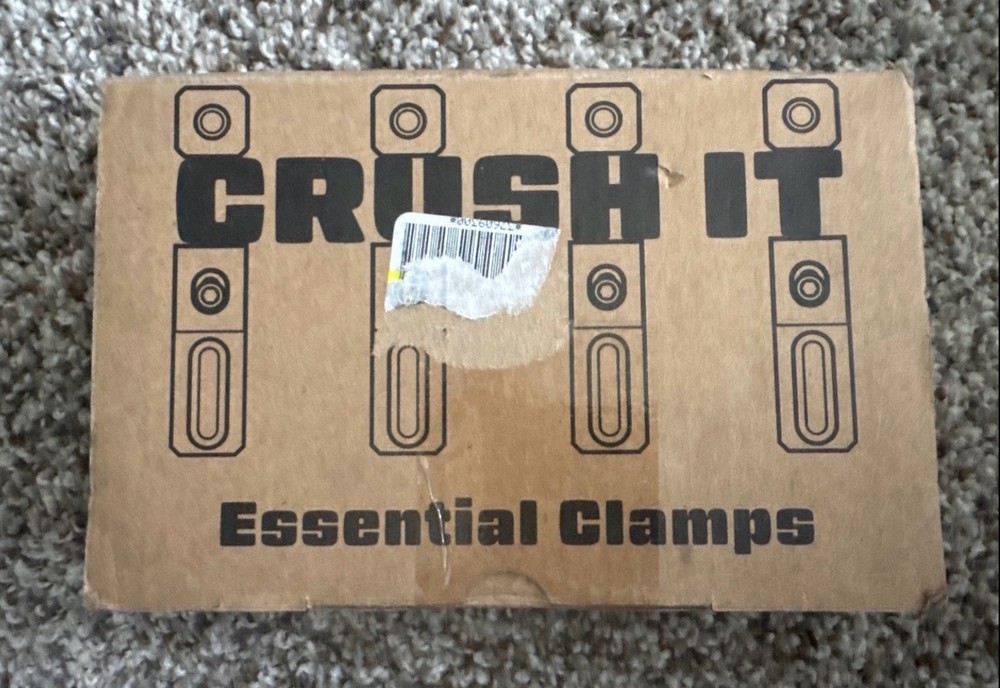 CRUSH IT
Essential Clamps